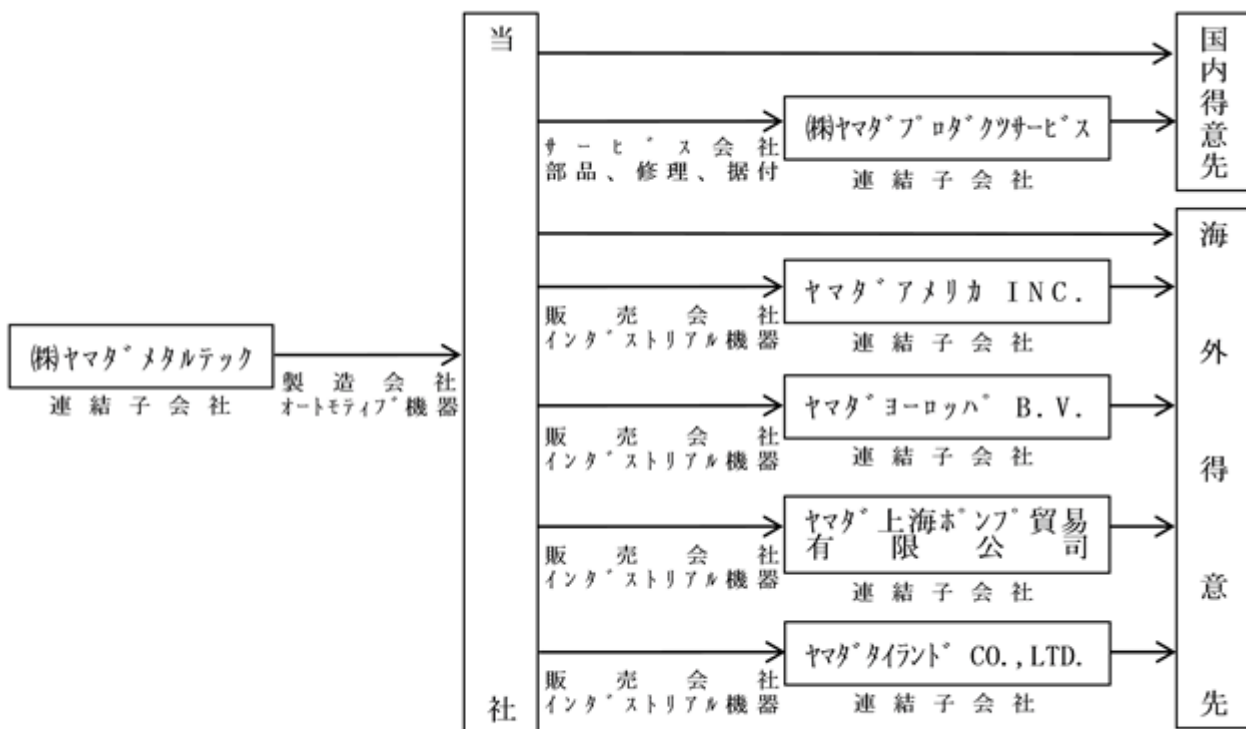 当社
国内得意先
㈱ヤマダプロダクツサービス
サービス会社
部品、修理、据付
連結子会社
海外得意先
ヤマダアメリカ INC.
販売会社
インダストリアル機器
連結子会社
㈱ヤマダメタルテック
製造会社
オートモティブ機器
連結子会社
ヤマダヨーロッパ B.V.
販売会社
インダストリアル機器
連結子会社
ヤマダ上海ポンプ貿易
有限公司
販売会社
インダストリアル機器
連結子会社
ヤマダタイランド CO.,LTD.
販売会社
インダストリアル機器
連結子会社